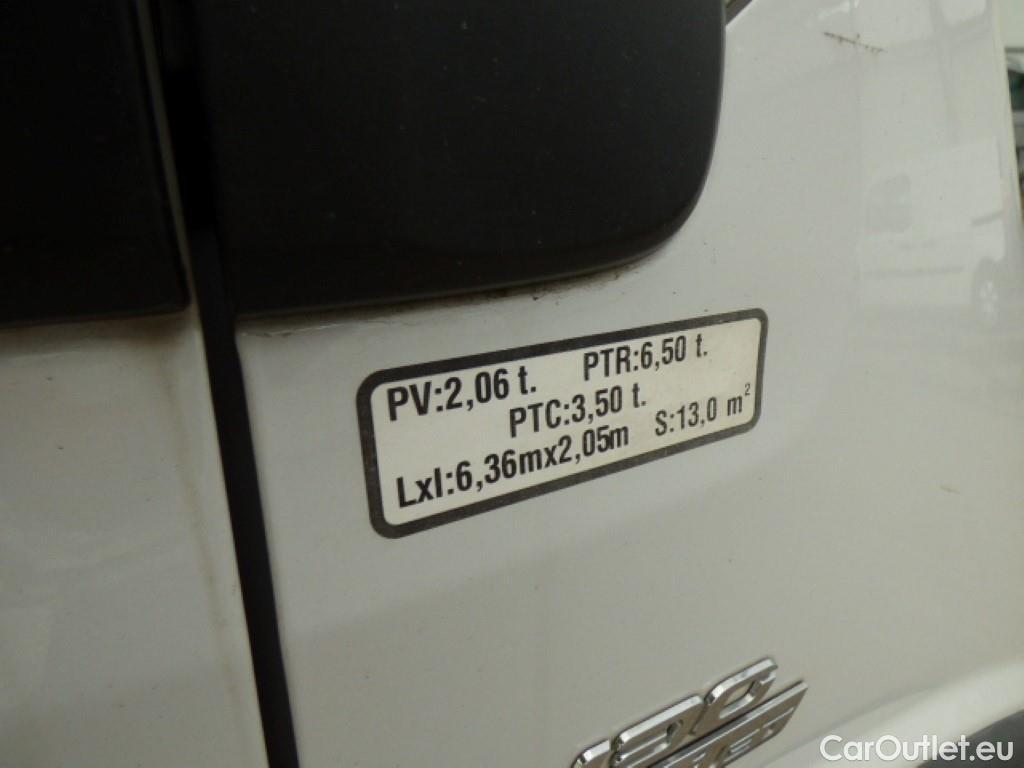 PV:2,06 t. PTR:6,50 t.
PTC:3,50 t.
LxI:6,36mx2,05m S:13,0 m²
CarOutlet.eu